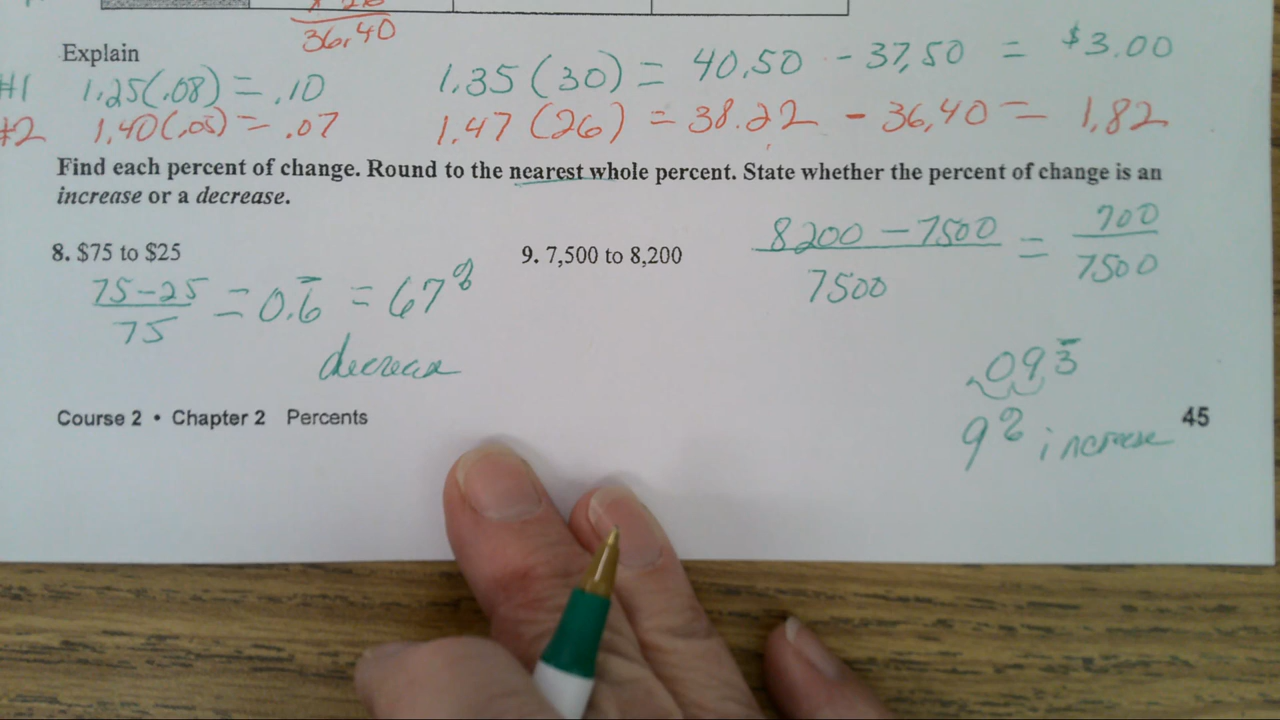 36,40
Explain
#1 1.25(.08) = .10 1.35 (30) = 40,50 - 37,50 = $3.00
#2 1,40(.05) = .07 1.47 (26) = 38.22 - 36,40 = 1,82
Find each percent of change. Round to the nearest whole percent. State whether the percent of change is an
increase or a decrease.
8. $75 to $25
75-25
75
= 0.6̅ = 67%
decrease
9. 7,500 to 8,200
8200 - 7500
7500
= 700
7500
.093̅
9% increase
Course 2 • Chapter 2 Percents
45